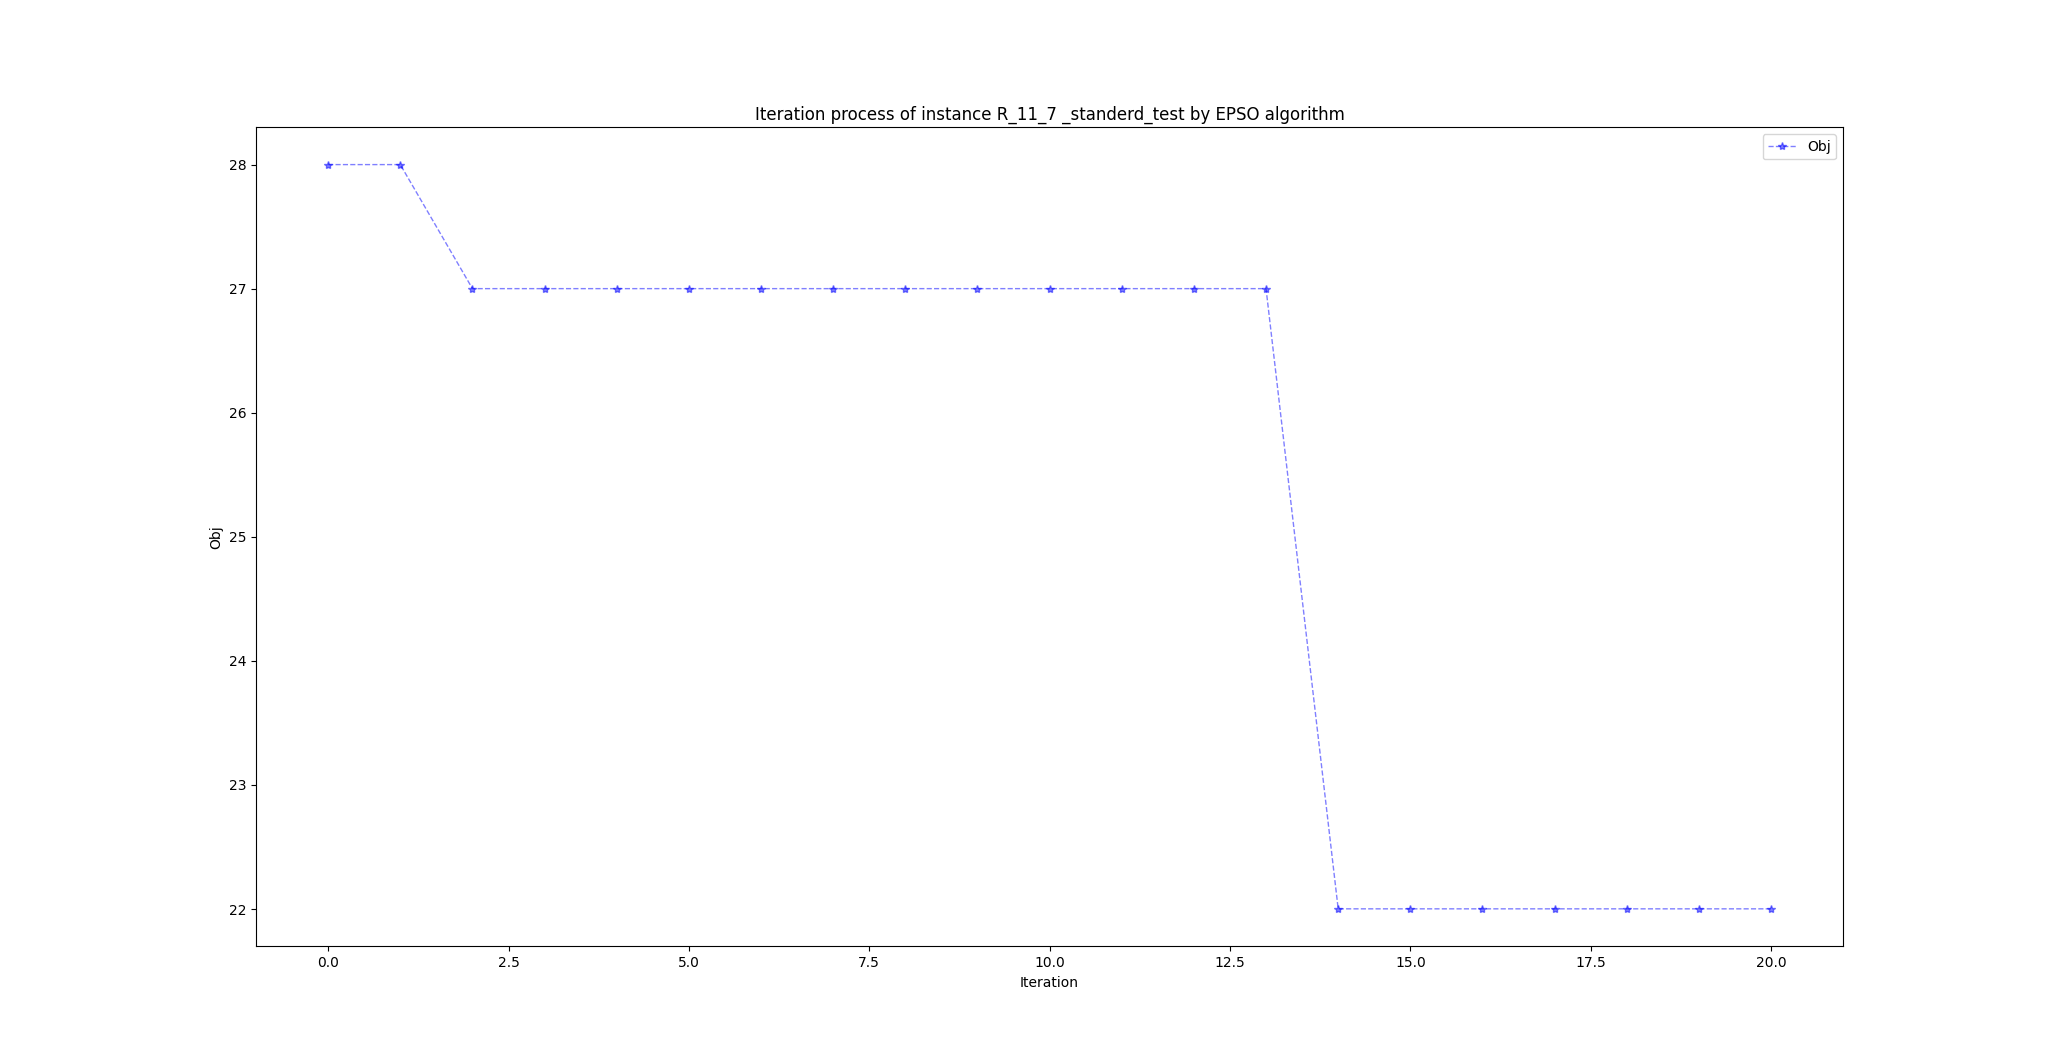 Iteration process of instance R_11_7 _standerd_test by EPSO algorithm
Obj
28
27
26
25
24
23
22
Obj
0.0 2.5 5.0 7.5 10.0 12.5 15.0 17.5 20.0
Iteration